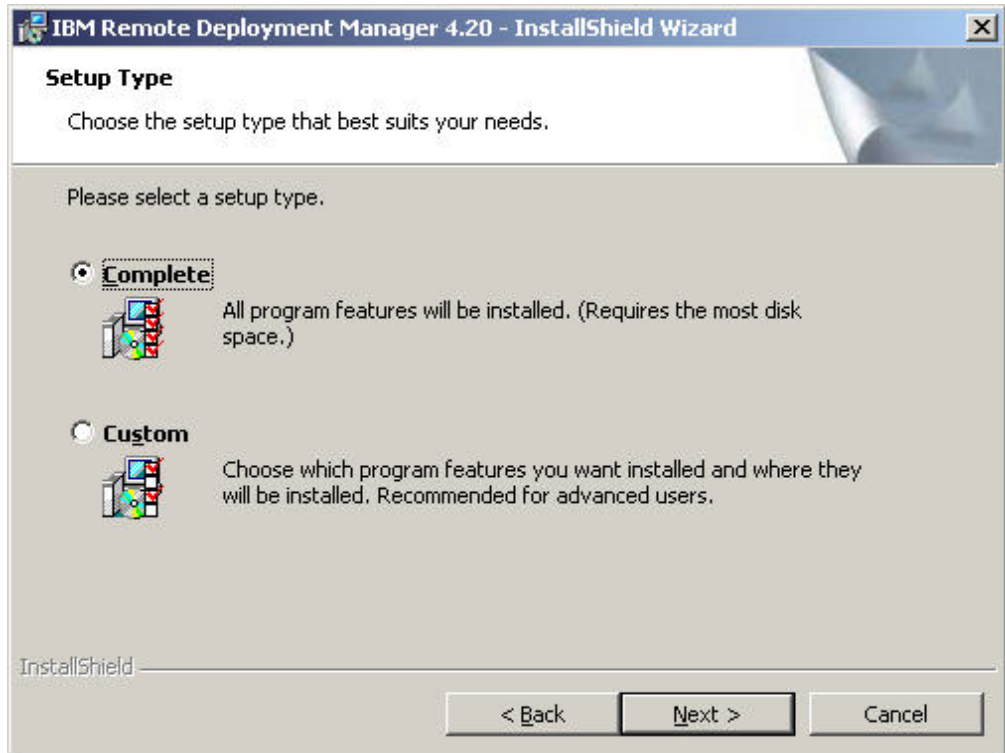 IBM Remote Deployment Manager 4.20 - InstallShield Wizard
Setup Type
Choose the setup type that best suits your needs.
Please select a setup type.
Complete
All program features will be installed. (Requires the most disk
space.)
Custom
Choose which program features you want installed and where they
will be installed. Recommended for advanced users.
InstallShield
< Back Next > Cancel